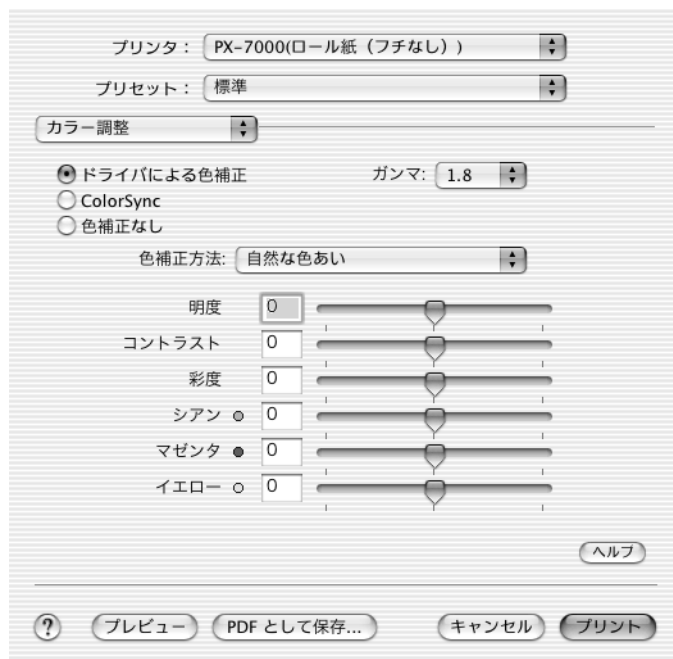 プリンタ： PX-7000(ロール紙（フチなし）)
プリセット： 標準
カラー調整
ドライバによる色補正 ガンマ: 1.8
ColorSync
色補正なし
色補正方法: 自然な色あい
明度 0
コントラスト 0
彩度 0
シアン 0
マゼンタ 0
イエロー 0
ヘルプ
? プレビュー PDF として保存... キャンセル プリント